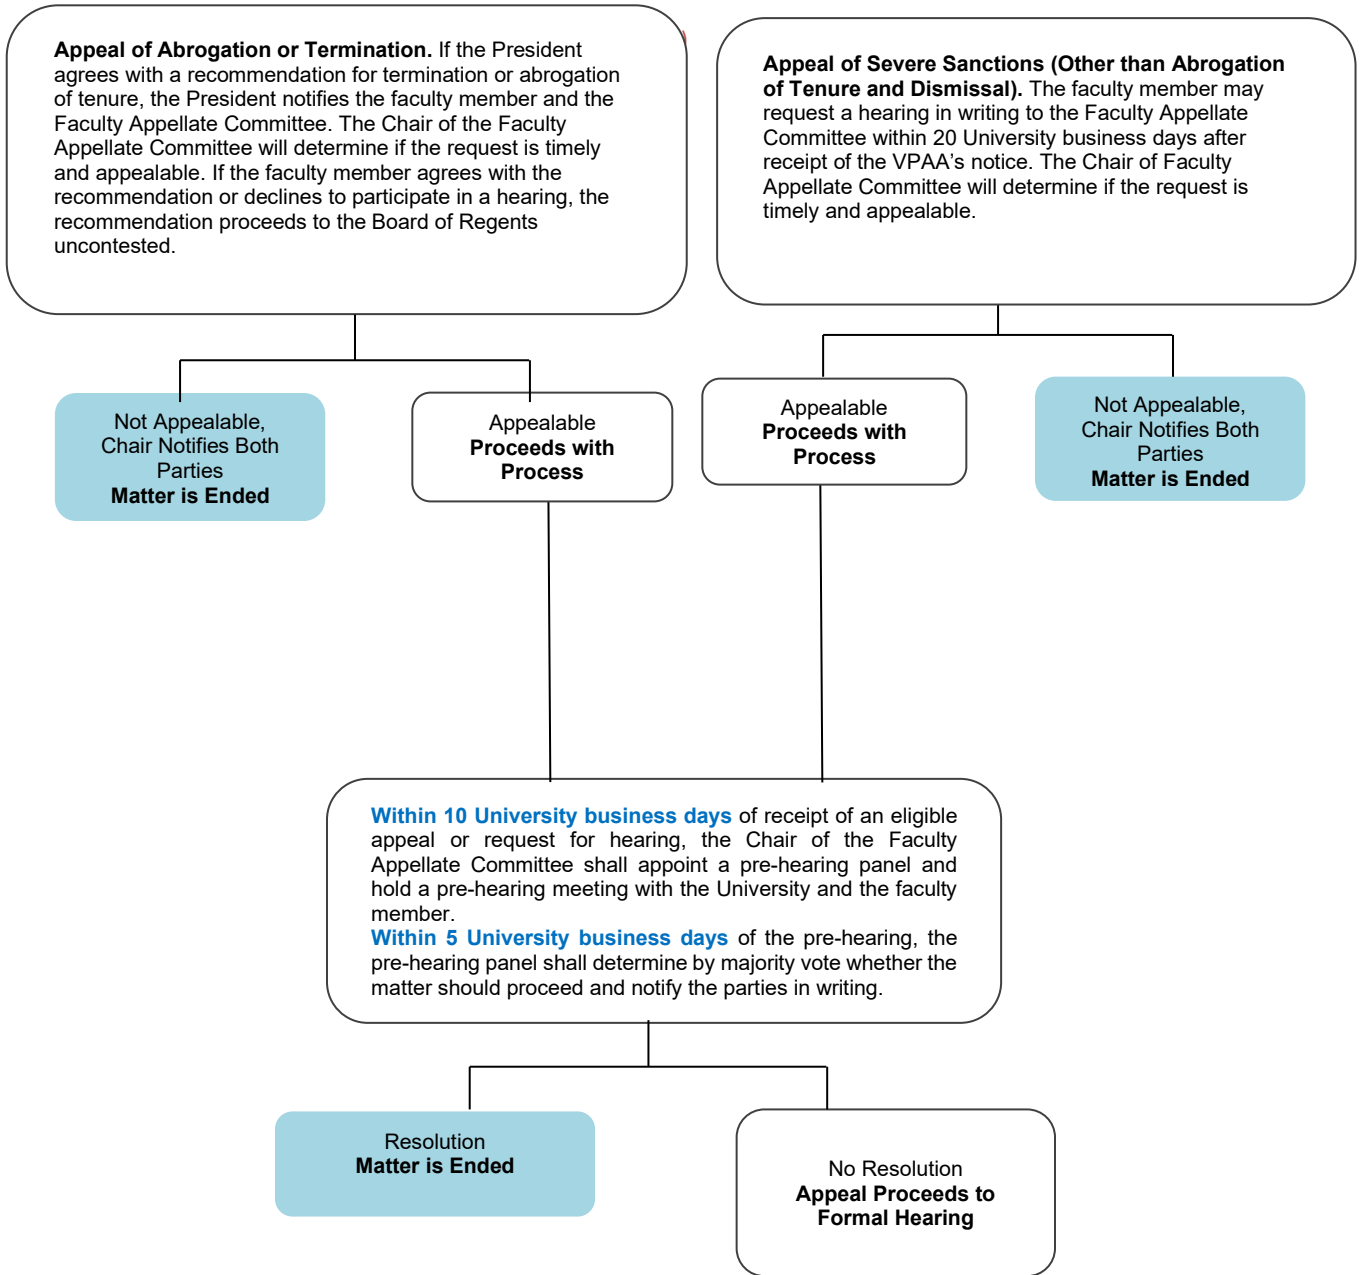 Appeal of Abrogation or Termination. If the President
agrees with a recommendation for termination or abrogation
of tenure, the President notifies the faculty member and the
Faculty Appellate Committee. The Chair of the Faculty
Appellate Committee will determine if the request is timely
and appealable. If the faculty member agrees with the
recommendation or declines to participate in a hearing, the
recommendation proceeds to the Board of Regents
uncontested.
Appeal of Severe Sanctions (Other than Abrogation
of Tenure and Dismissal). The faculty member may
request a hearing in writing to the Faculty Appellate
Committee within 20 University business days after
receipt of the VPAA’s notice. The Chair of Faculty
Appellate Committee will determine if the request is
timely and appealable.
Not Appealable,
Chair Notifies Both
Parties
Matter is Ended
Appealable
Proceeds with
Process
Appealable
Proceeds with
Process
Not Appealable,
Chair Notifies Both
Parties
Matter is Ended
Within 10 University business days of receipt of an eligible
appeal or request for hearing, the Chair of the Faculty
Appellate Committee shall appoint a pre-hearing panel and
hold a pre-hearing meeting with the University and the faculty
member.
Within 5 University business days of the pre-hearing, the
pre-hearing panel shall determine by majority vote whether the
matter should proceed and notify the parties in writing.
Resolution
Matter is Ended
No Resolution
Appeal Proceeds to
Formal Hearing